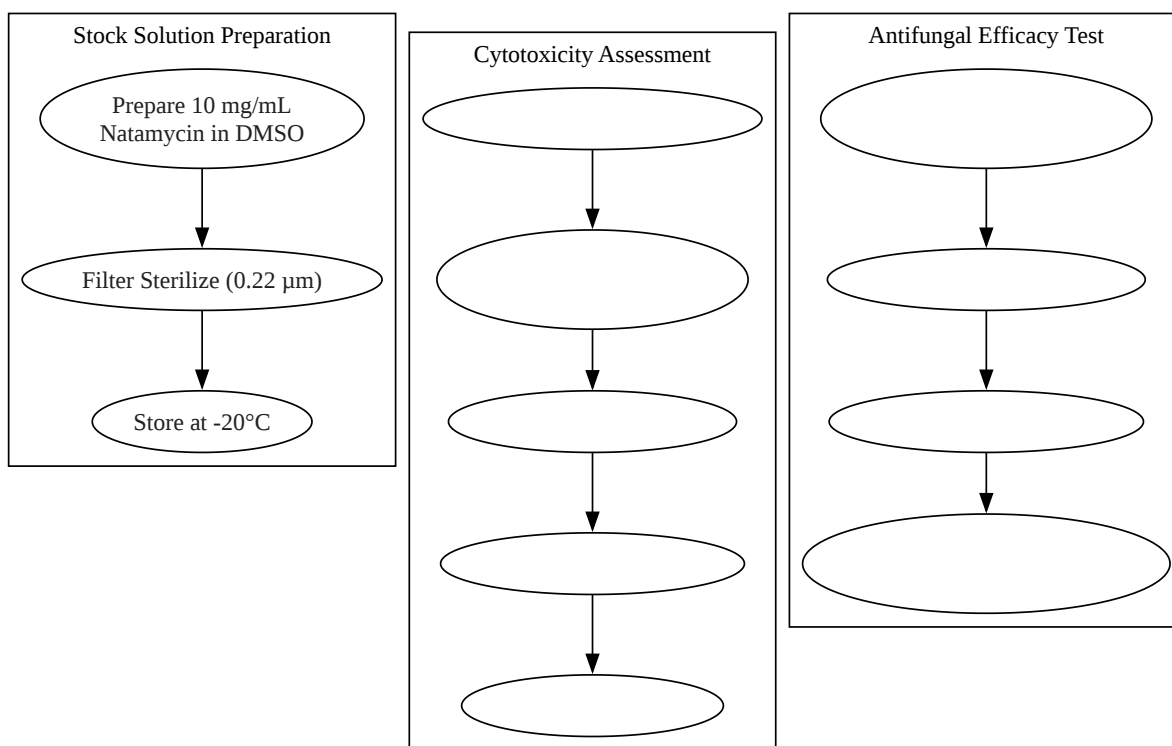 Stock Solution Preparation
Prepare 10 mg/mL
Natamycin in DMSO
Filter Sterilize (0.22 µm)
Store at -20°C
Cytotoxicity Assessment
Antifungal Efficacy Test